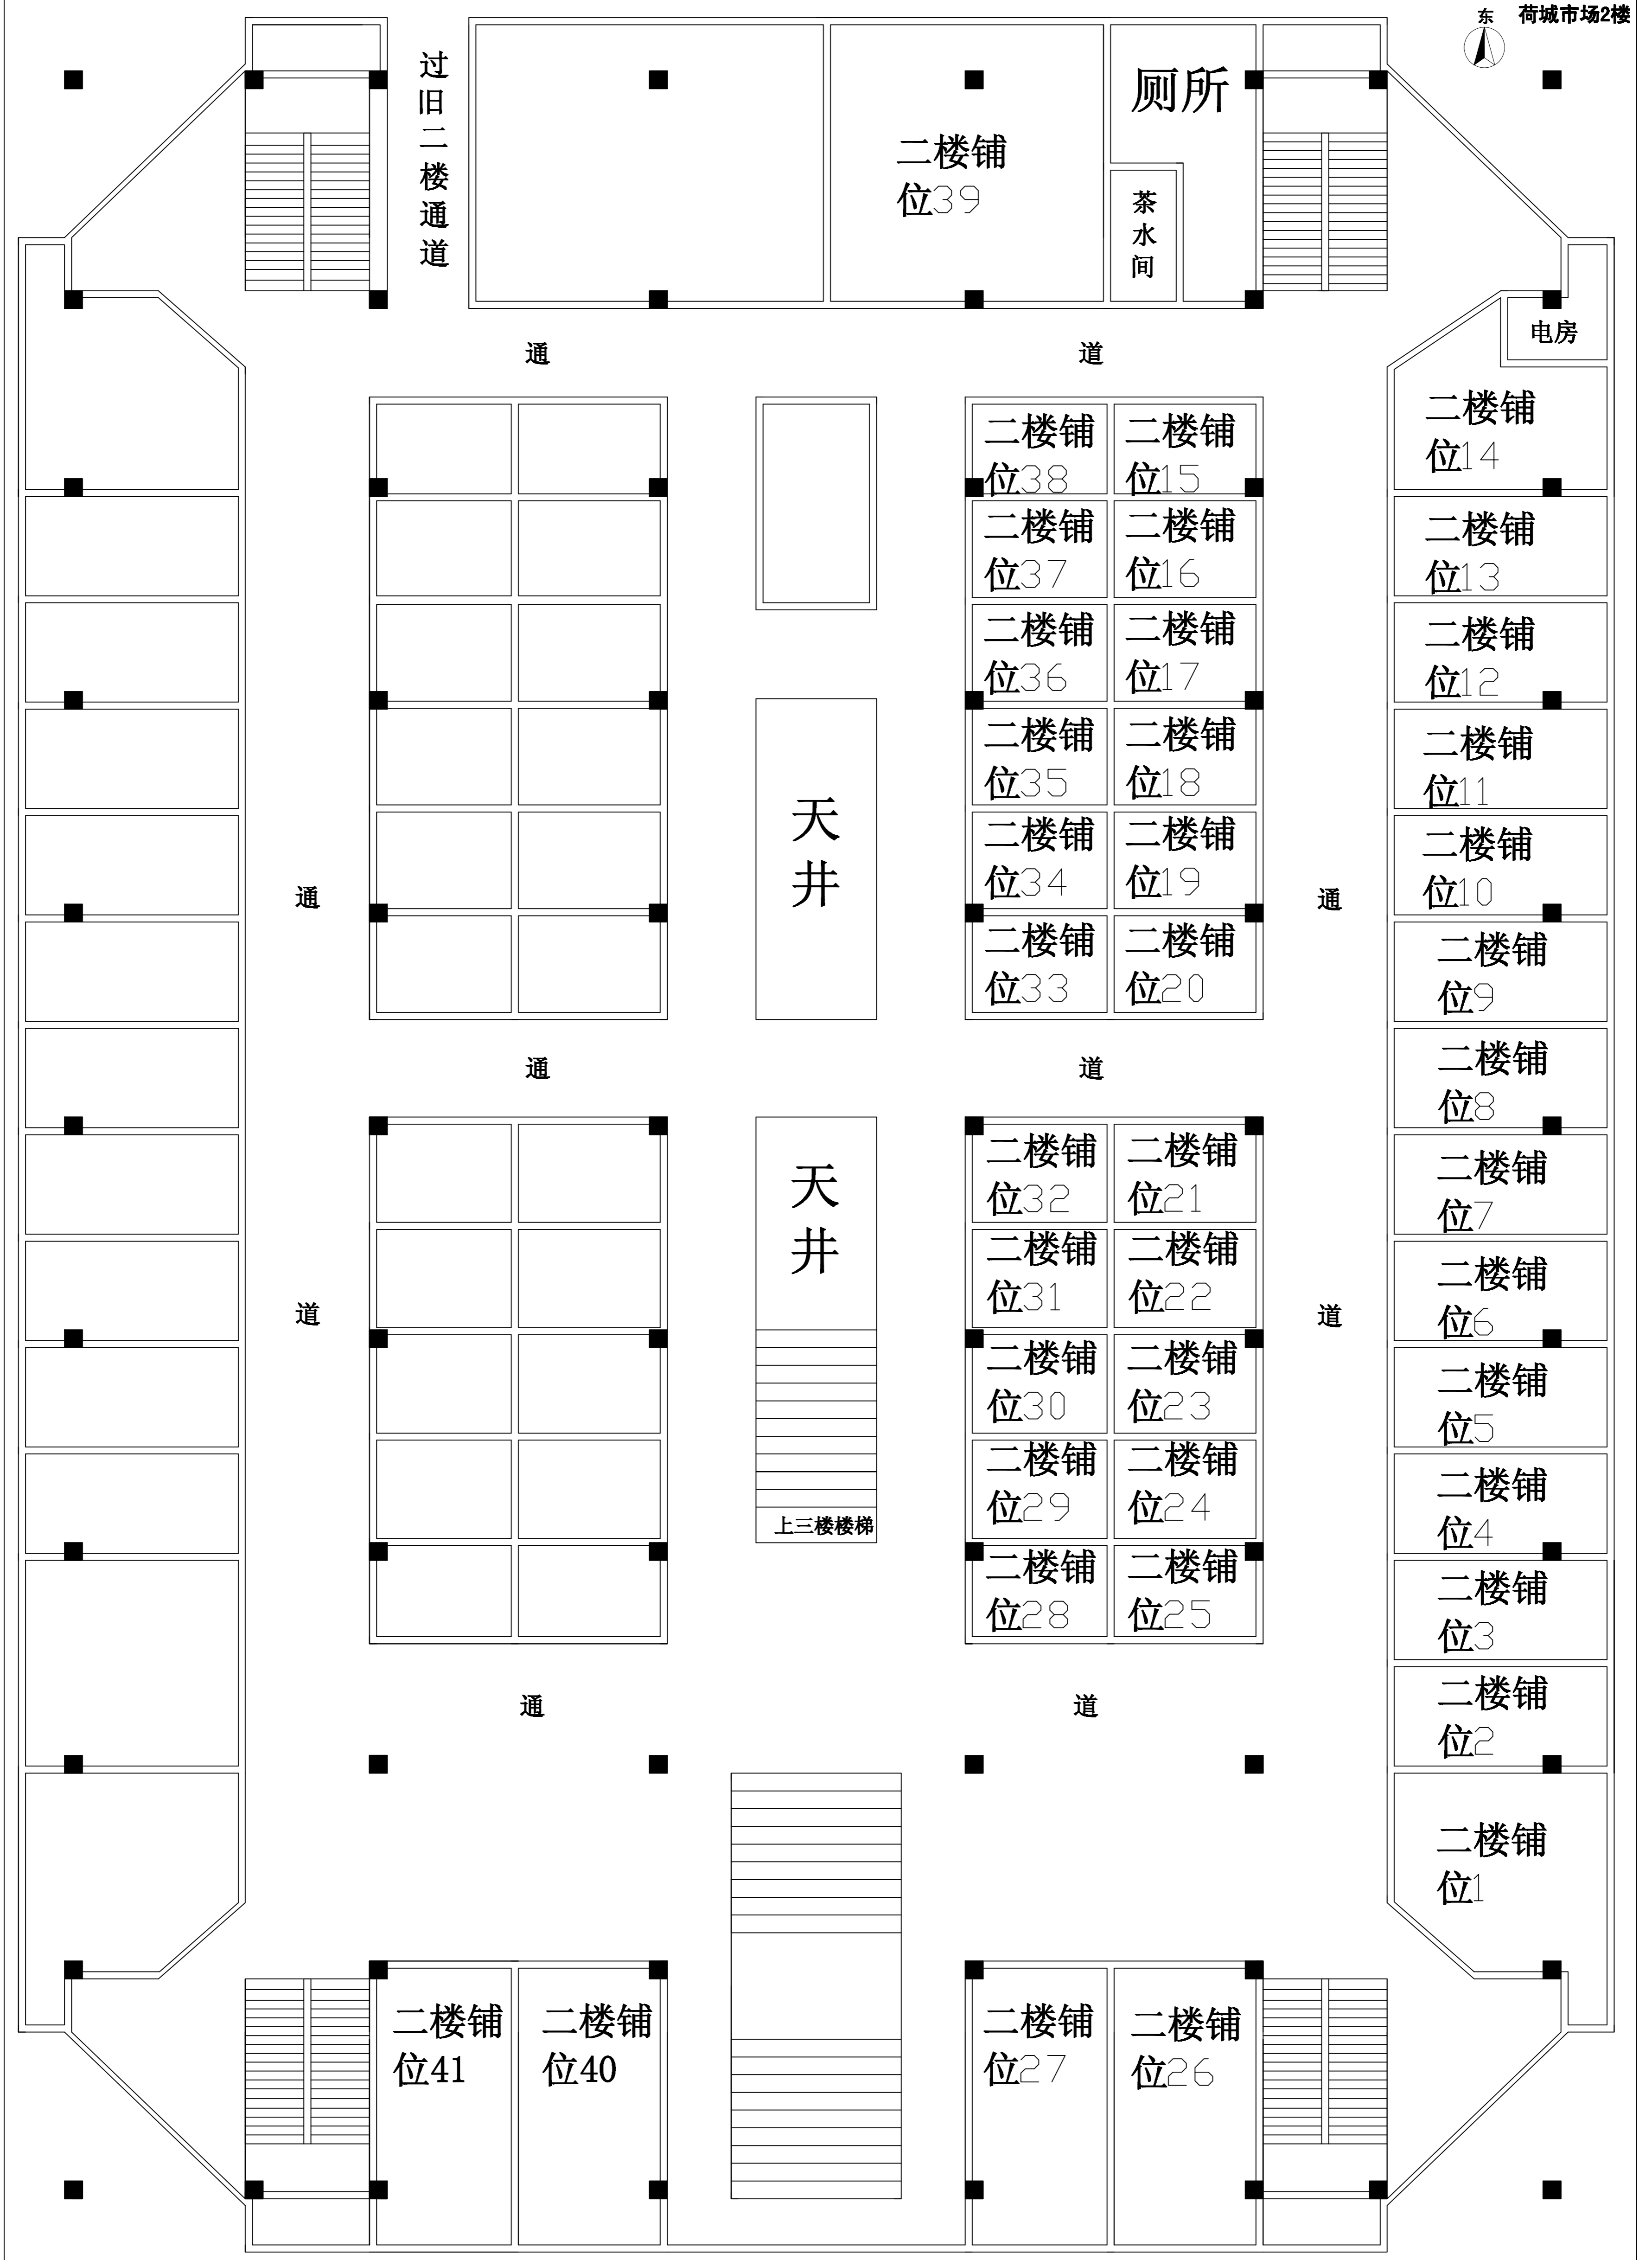 东
荷城市场2楼
过
旧
二
楼
通
道
二楼铺
位39
厕所
茶
水
间
电房
通
道
二楼铺
位38
二楼铺
位15
二楼铺
位14
二楼铺
位37
二楼铺
位16
二楼铺
位13
二楼铺
位36
二楼铺
位17
二楼铺
位12
二楼铺
位35
二楼铺
位18
二楼铺
位11
天
井
二楼铺
位34
二楼铺
位19
二楼铺
位10
通
通
二楼铺
位33
二楼铺
位20
二楼铺
位9
通
道
二楼铺
位8
天
井
二楼铺
位32
二楼铺
位21
二楼铺
位7
二楼铺
位31
二楼铺
位22
二楼铺
位6
道
道
二楼铺
位30
二楼铺
位23
二楼铺
位5
二楼铺
位29
二楼铺
位24
二楼铺
位4
上三楼楼梯
二楼铺
位28
二楼铺
位25
二楼铺
位3
通
道
二楼铺
位2
二楼铺
位1
二楼铺
位41
二楼铺
位40
二楼铺
位27
二楼铺
位26